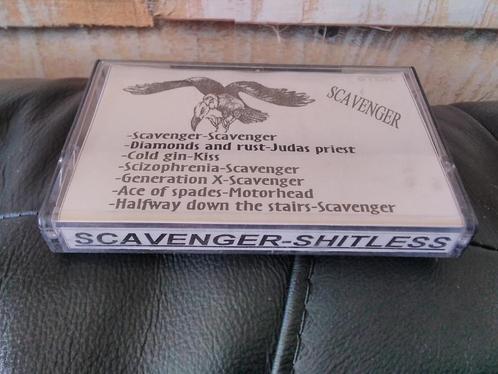 TDK
SCAVENGER
-Scavenger-Scavenger
-Diamonds and rust-Judas priest
-Cold gin-Kiss
-Scizophrenia-Scavenger
-Generation X-Scavenger
-Ace of spades-Motorhead
-Halfway down the stairs-Scavenger
SCAVENGER-SHITLESS